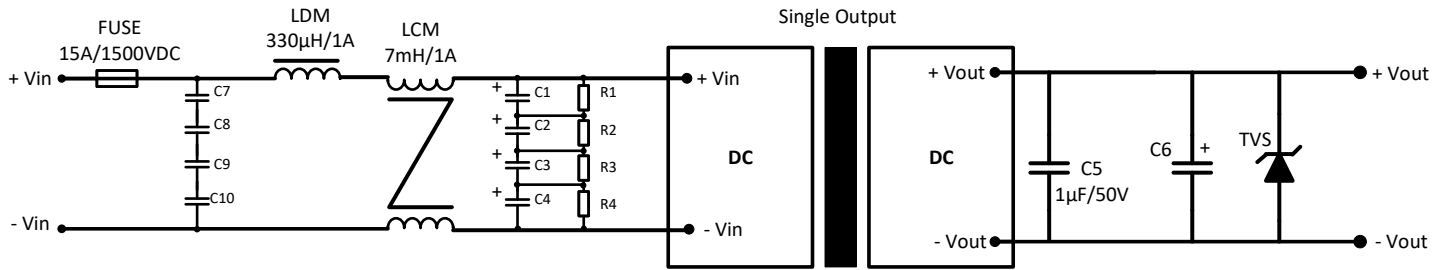 Single Output
LDM
330µH/1A
LCM
7mH/1A
FUSE
15A/1500VDC
+ Vin
C7
C8
C9
C10
- Vin
+
C1
+
C2
+
C3
+
C4
R1
R2
R3
R4
+ Vin
DC
- Vin
+ Vout
DC
- Vout
C5
1µF/50V
C6
+
TVS
+ Vout
- Vout